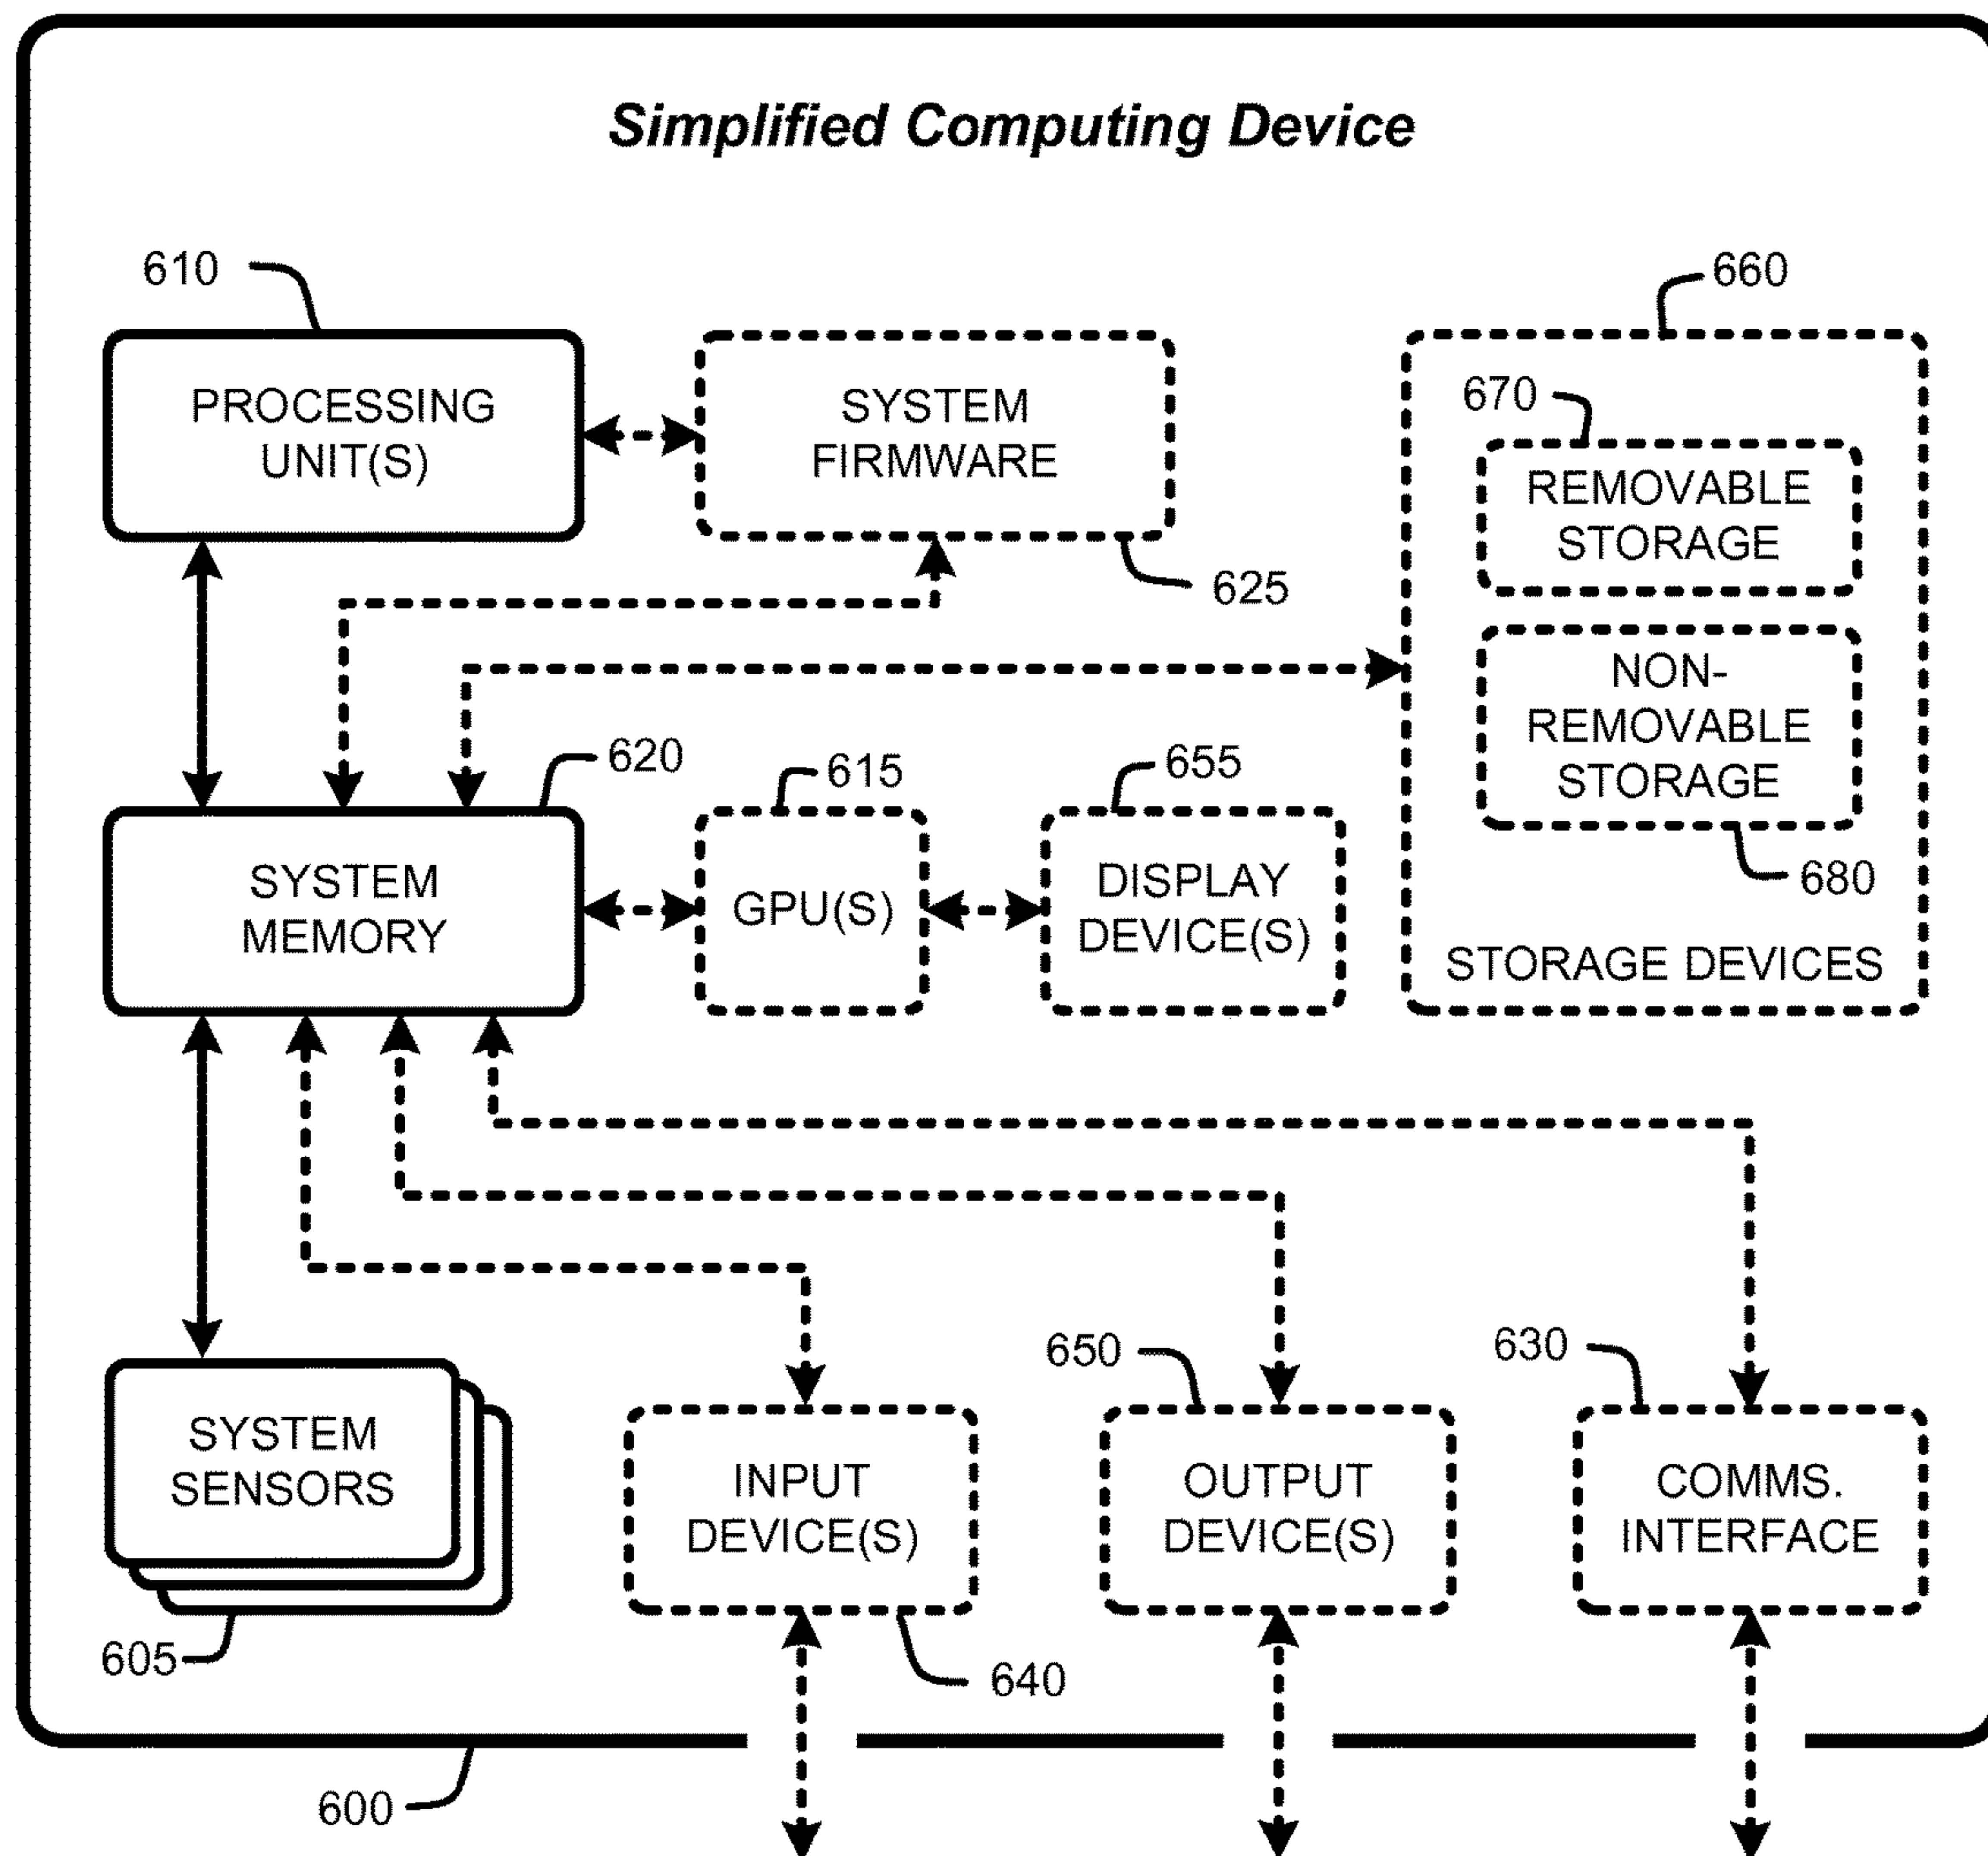 Simplified Computing Device
610
660
PROCESSING
UNIT(S)
SYSTEM
FIRMWARE
625
670
REMOVABLE
STORAGE
NON-
REMOVABLE
STORAGE
680
STORAGE DEVICES
620
615
655
SYSTEM
MEMORY
GPU(S)
DISPLAY
DEVICE(S)
650
630
SYSTEM
SENSORS
INPUT
DEVICE(S)
OUTPUT
DEVICE(S)
COMMS.
INTERFACE
605
640
600